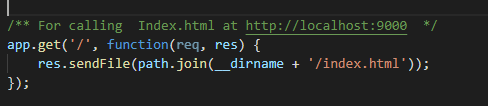 /** For calling  Index.html at http://localhost:9000  */
app.get('/', function(req, res) {
    res.sendFile(path.join(__dirname + '/index.html'));
});